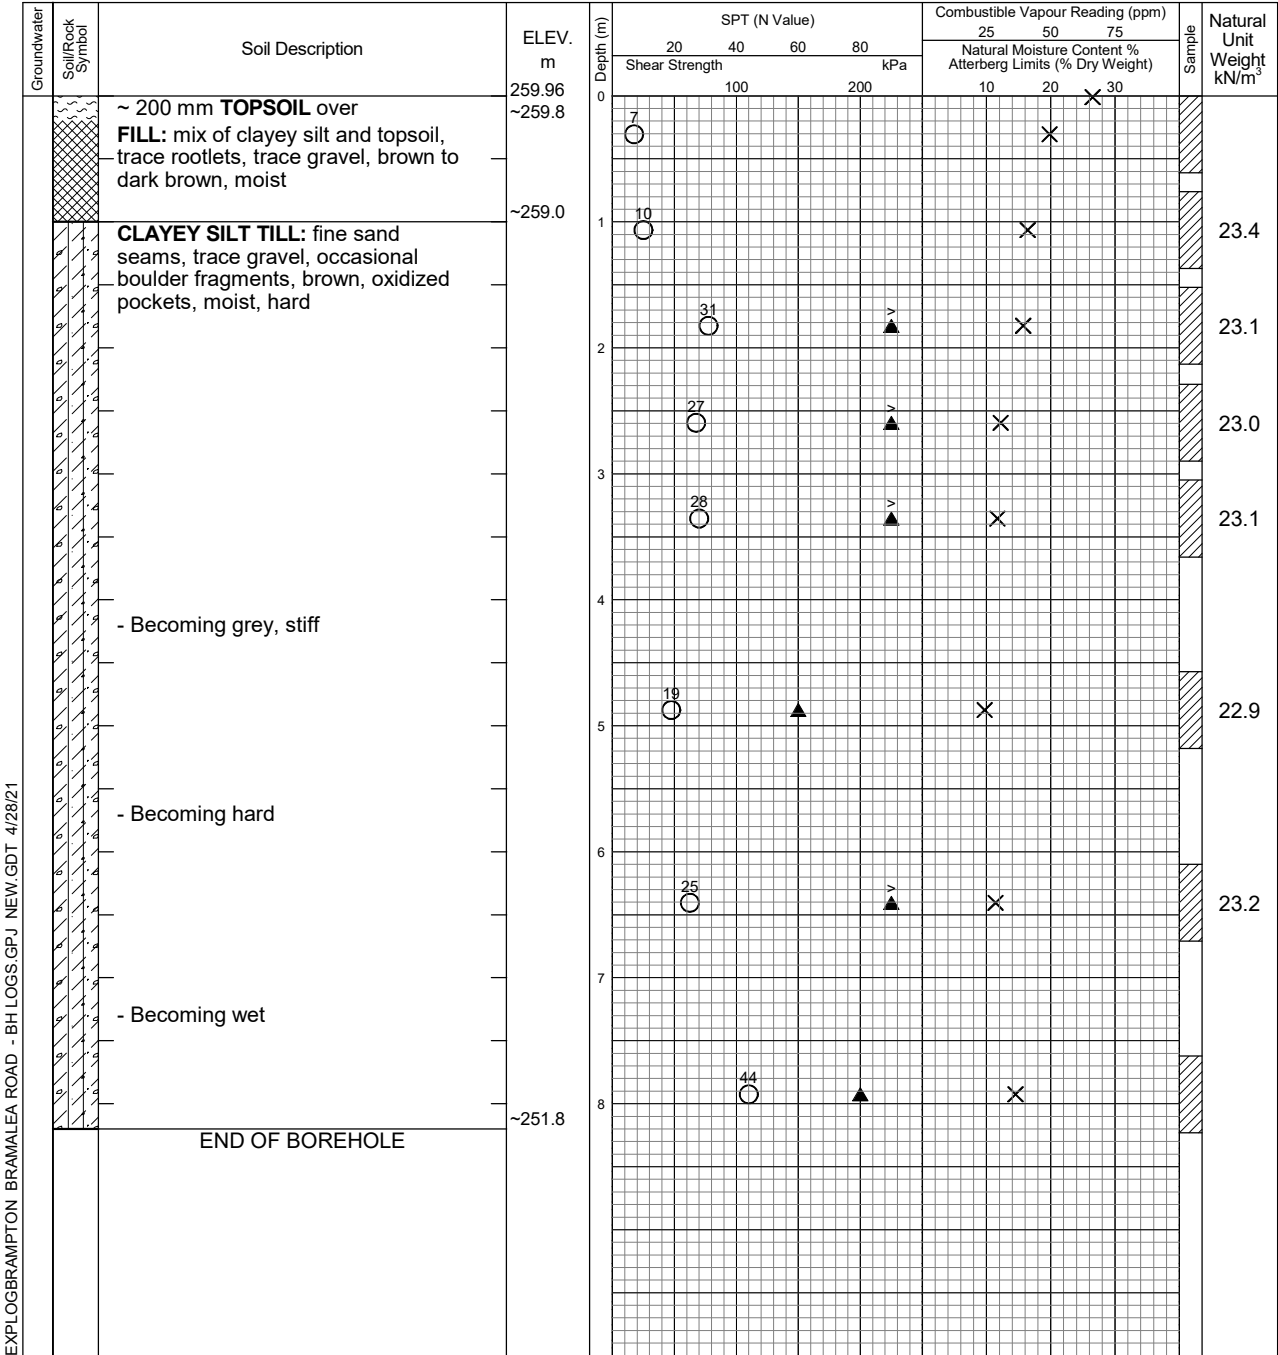 Groundwater
Soil/Rock
Symbol
Soil Description
ELEV.
m
259.96
Depth (m)
SPT (N Value)
20 40 60 80
Shear Strength kPa
100 200
Combustible Vapour Reading (ppm)
25 50 75
Natural Moisture Content %
Atterberg Limits (% Dry Weight)
10 20 30
Sample
Natural
Unit
Weight
kN/m3
0
~ 200 mm TOPSOIL over
~259.8
FILL: mix of clayey silt and topsoil,
trace rootlets, trace gravel, brown to
dark brown, moist
7
~259.0
10
1
23.4
CLAYEY SILT TILL: fine sand
seams, trace gravel, occasional
boulder fragments, brown, oxidized
pockets, moist, hard
31
>
23.1
2
27
>
23.0
3
28
>
23.1
4
- Becoming grey, stiff
19
22.9
5
- Becoming hard
6
25
>
23.2
7
- Becoming wet
44
8
~251.8
END OF BOREHOLE
EXPLOGBRAMPTON BRAMALEA ROAD - BH LOGS.GPJ NEW.GDT 4/28/21